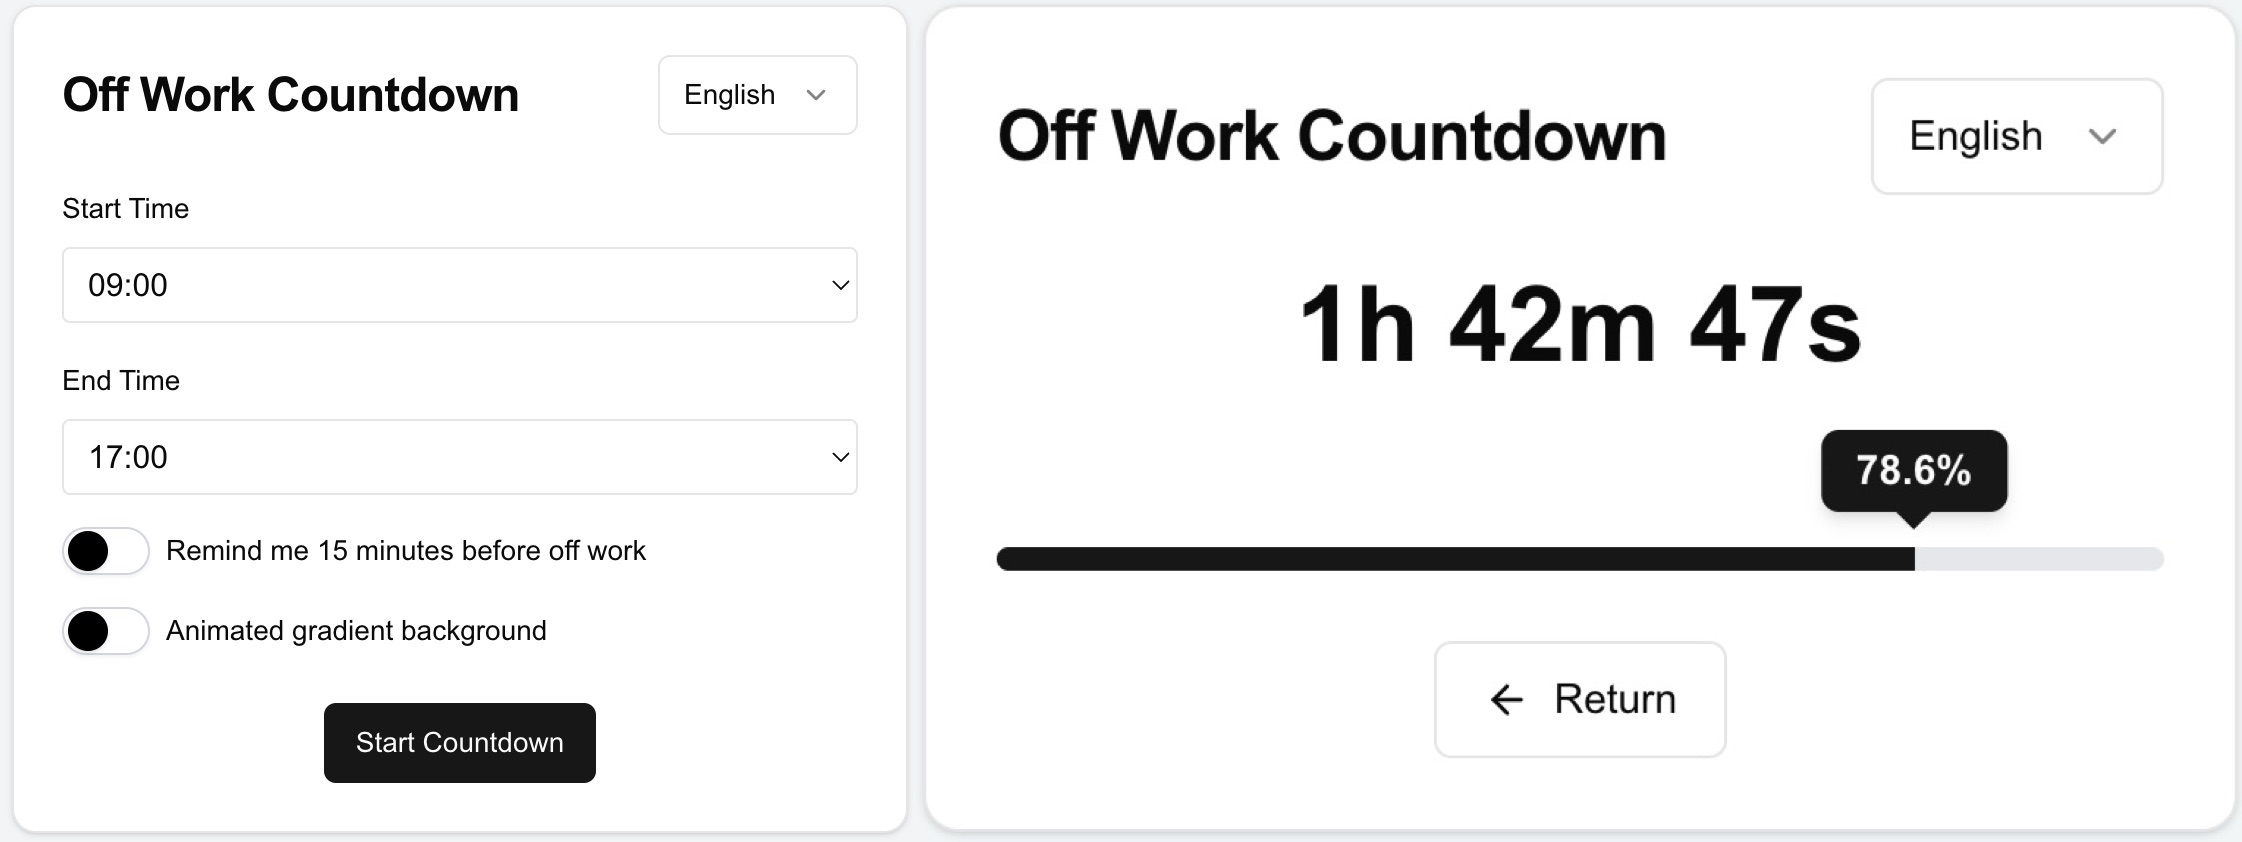 Off Work Countdown
English
Start Time
09:00
End Time
17:00
Remind me 15 minutes before off work
Animated gradient background
Start Countdown
Off Work Countdown
English
1h 42m 47s
78.6%
Return